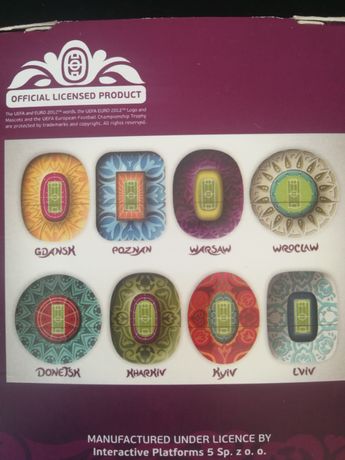 OFFICIAL LICENSED PRODUCT
The UEFA and EURO 2012™ words, the UEFA EURO 2012™ Logo and
Mascots and the UEFA European Football Championship Trophy
are protected by trademarks and copyright. All rights reserved.
GDANSK POZNAN WARSAW WROCLAW
DONETSK KHARKIV KYIV LVIV
MANUFACTURED UNDER LICENCE BY
Interactive Platforms 5 Sp. z o. o.